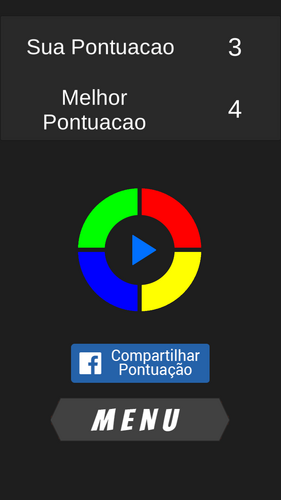 Sua Pontuacao 3
Melhor
Pontuacao 4
Compartilhar
Pontuação
MENU